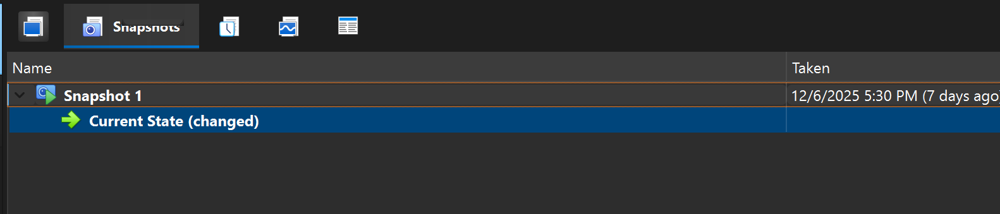 Snapshots
Name Taken
Snapshot 1 12/6/2025 5:30 PM (7 days ago)
Current State (changed)